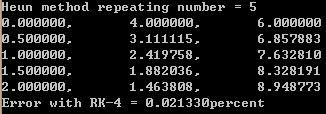 Heun method repeating number = 5
0.000000, 4.000000, 6.000000
0.500000, 3.111115, 6.857883
1.000000, 2.419758, 7.632810
1.500000, 1.882036, 8.328191
2.000000, 1.463808, 8.948773
Error with RK-4 = 0.021330percent